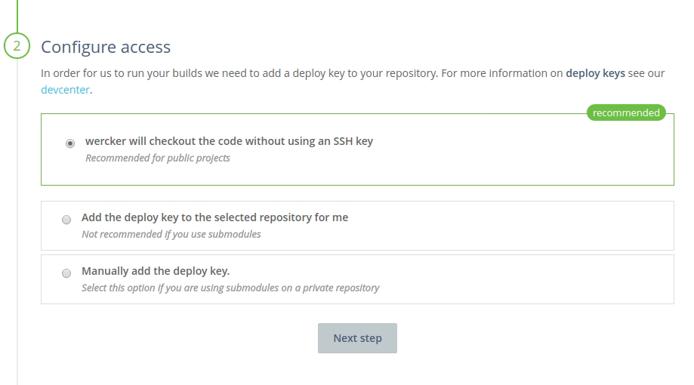 2
Configure access
In order for us to run your builds we need to add a deploy key to your repository. For more information on deploy keys see our
devcenter.
recommended
wercker will checkout the code without using an SSH key
Recommended for public projects
Add the deploy key to the selected repository for me
Not recommended if you use submodules
Manually add the deploy key.
Select this option if you are using submodules on a private repository
Next step